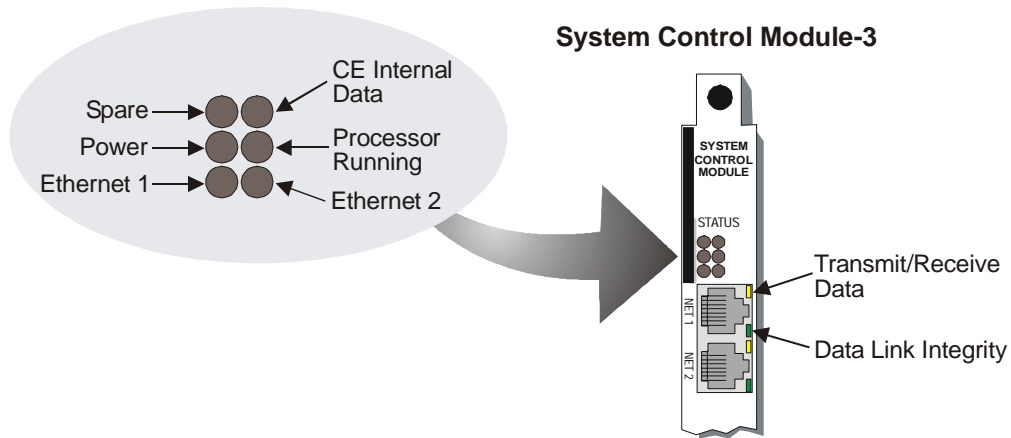 System Control Module-3
Spare
Power
Ethernet 1
CE Internal
Data
Processor
Running
Ethernet 2
SYSTEM
CONTROL
MODULE
STATUS
NET 1
NET 2
Transmit/Receive
Data
Data Link Integrity